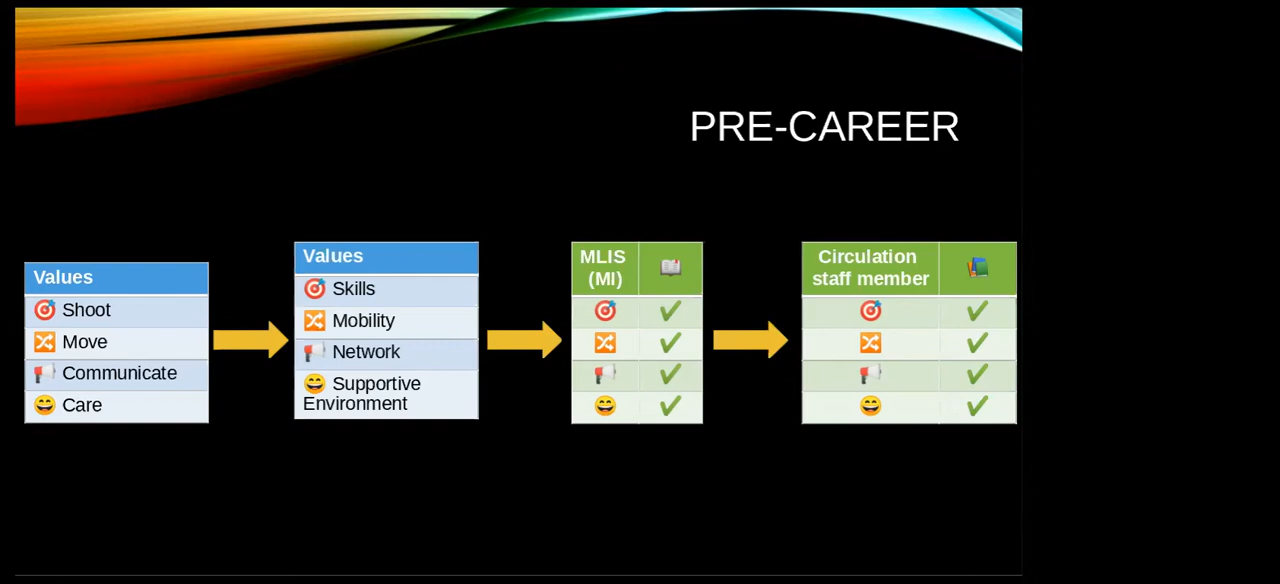 PRE-CAREER
Values
🎯 Shoot
🔀 Move
📢 Communicate
😄 Care
Values
🎯 Skills
🔀 Mobility
📢 Network
😄 Supportive
Environment
MLIS
(MI)
Circulation
staff member